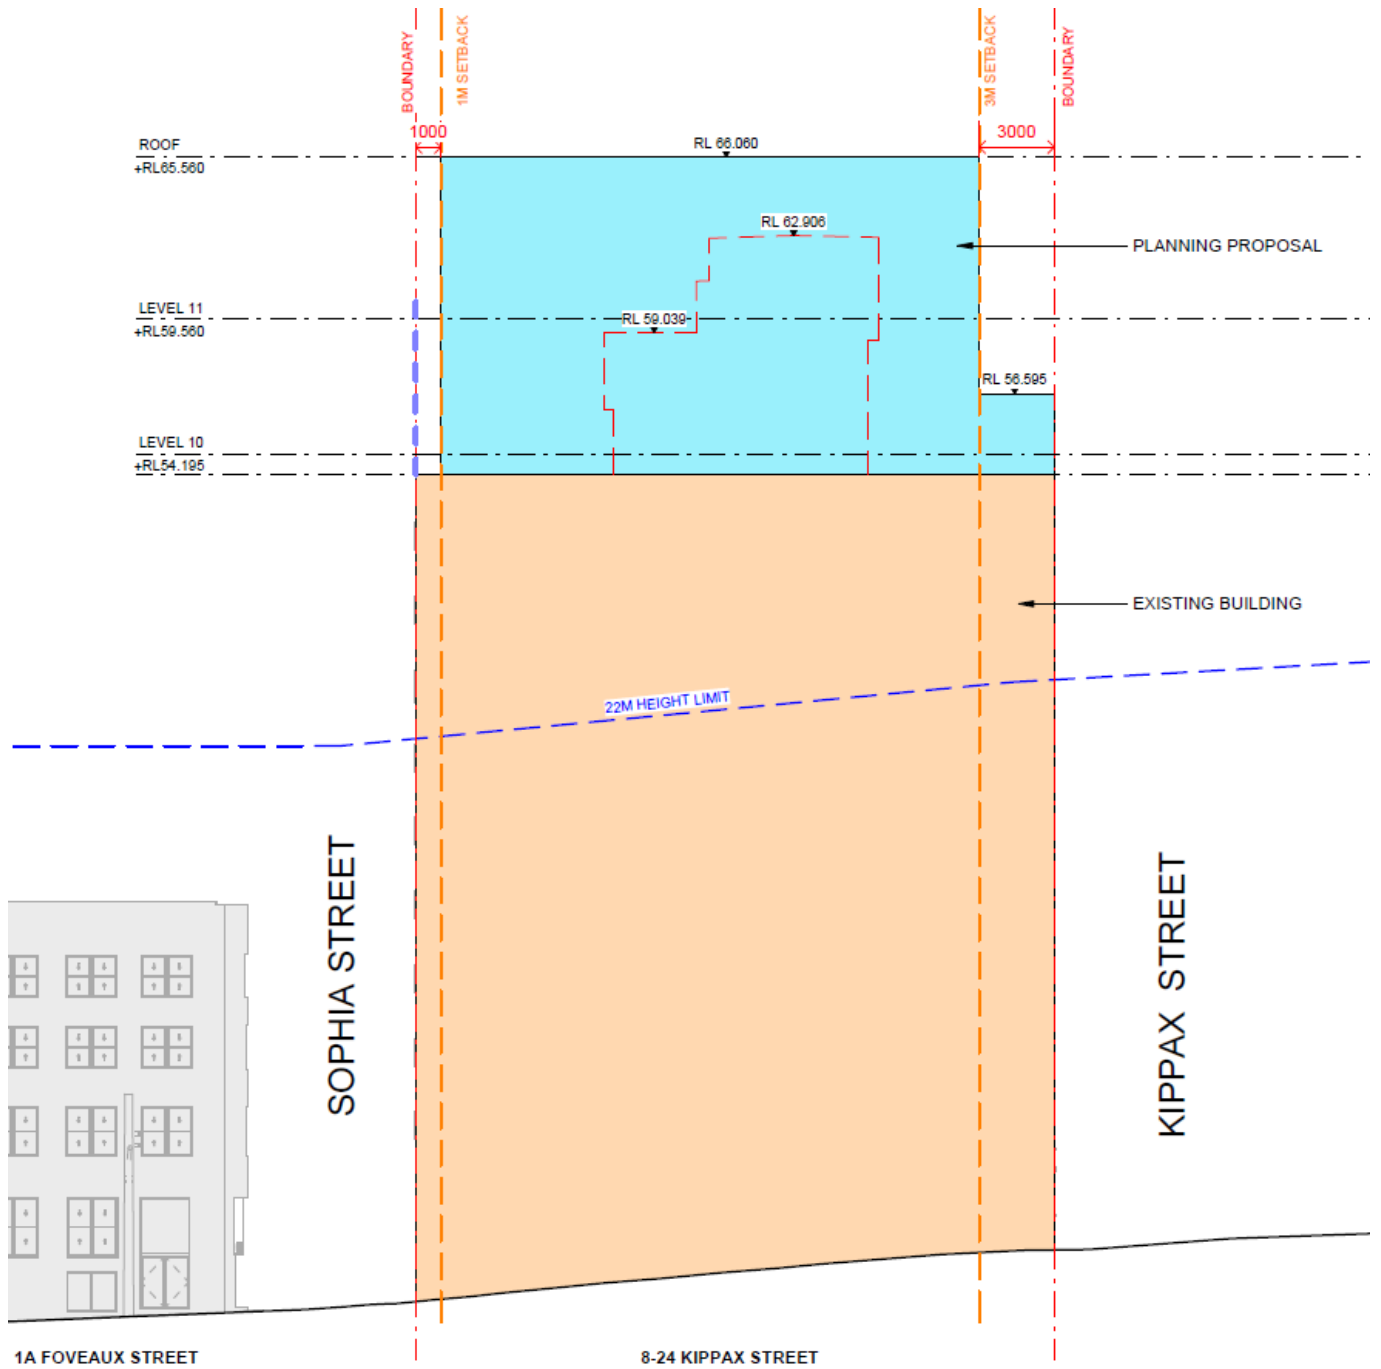 BOUNDARY
1M SETBACK
3M SETBACK
BOUNDARY
1000
3000
ROOF
+RL65.560
RL 66.060
RL 62.906
PLANNING PROPOSAL
LEVEL 11
+RL59.560
RL 59.039
RL 56.595
LEVEL 10
+RL54.195
EXISTING BUILDING
22M HEIGHT LIMIT
SOPHIA STREET
KIPPAX STREET
1A FOVEAUX STREET
8-24 KIPPAX STREET